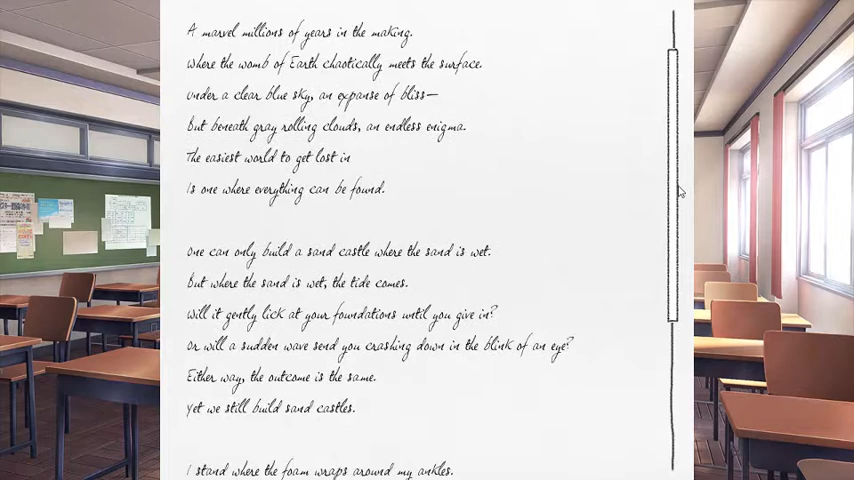 A marvel millions of years in the making.
Where the womb of Earth chaotically meets the surface.
Under a clear blue sky, an expanse of bliss—
But beneath gray rolling clouds, an endless enigma.
The easiest world to get lost in
Is one where everything can be found.
One can only build a sand castle where the sand is wet.
But where the sand is wet, the tide comes.
Will it gently lick at your foundations until you give in?
Or will a sudden wave send you crashing down in the blink of an eye?
Either way, the outcome is the same.
Yet we still build sand castles.
I stand where the foam wraps around my ankles.